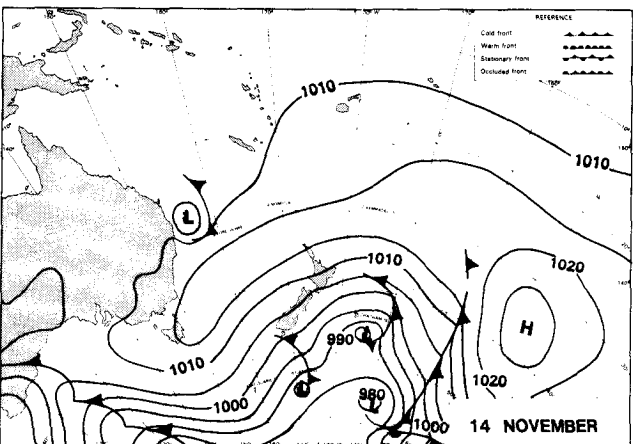 REFERENCE
Cold front
Warm front
Stationary front
Occluded front
1010
1010
L
1010
1020
H
990
L
1010
L
980
L
1000
1000
1020
14 NOVEMBER